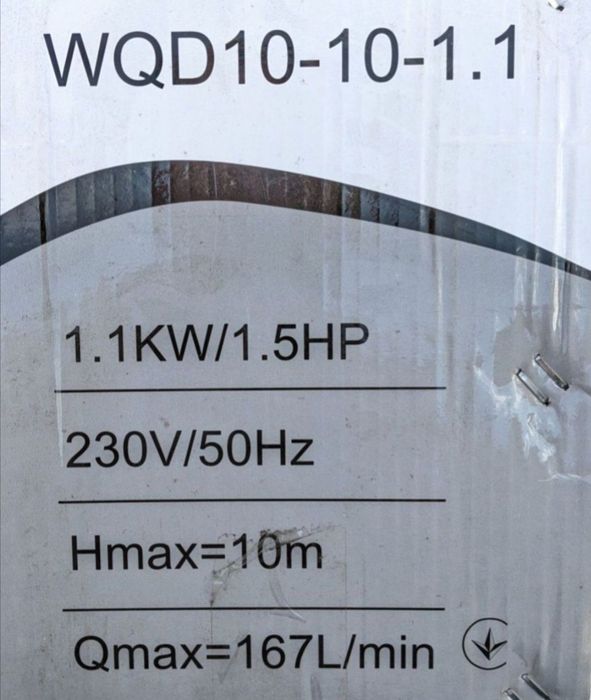 WQD10-10-1.1
1.1KW/1.5HP
230V/50Hz
Hmax=10m
Qmax=167L/min